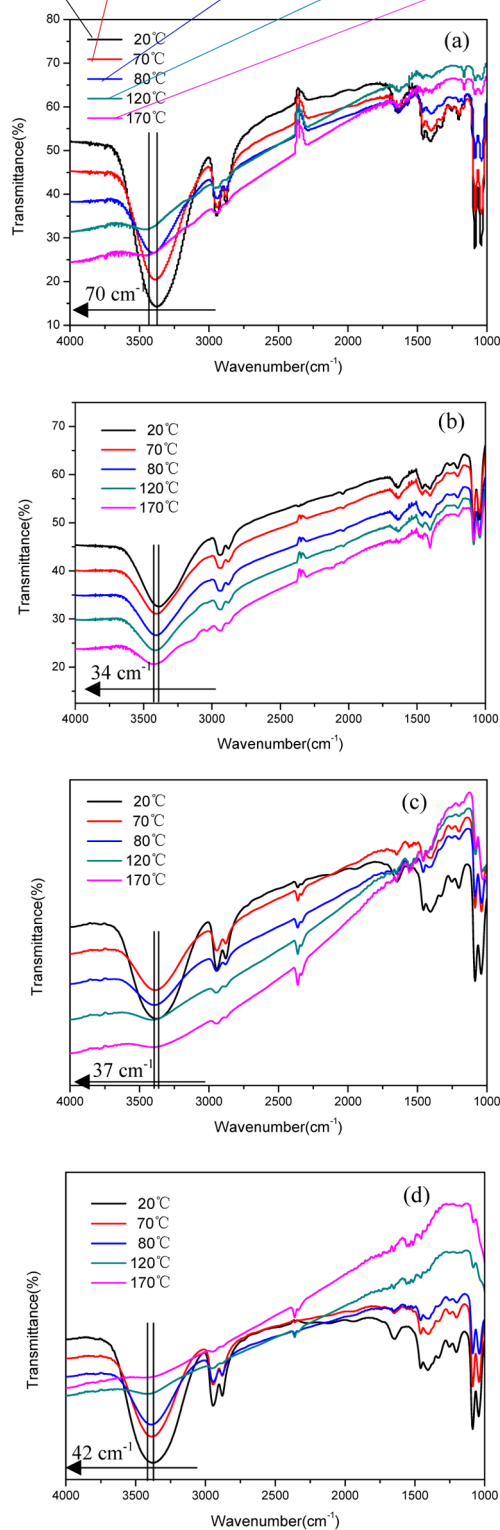 80
(a)
20℃
70
70℃
80℃
60
120℃
170℃
50
Transmittance(%)
40
30
20
70 cm-1
10
4000 3500 3000 2500 2000 1500 1000
Wavenumber(cm-1)
(b)
70
20℃
70℃
60
80℃
120℃
50
170℃
Transmittance(%)
40
30
20
34 cm-1
4000 3500 3000 2500 2000 1500 1000
Wavenumber(cm-1)
(c)
20℃
70℃
80℃
120℃
170℃
Transmittance(%)
37 cm-1
4000 3500 3000 2500 2000 1500 1000
Wavenumber(cm-1)
(d)
20℃
70℃
80℃
120℃
170℃
Transmittance(%)
42 cm-1
4000 3500 3000 2500 2000 1500 1000
Wavenumber(cm-1)